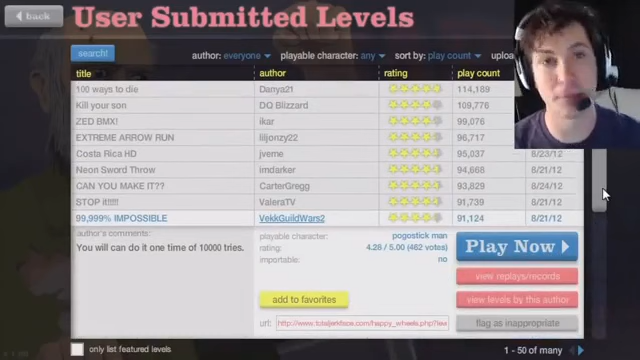 back
User Submitted Levels
search!
author: everyone playable character: any sort by: play count uploa
title author rating play count
100 ways to die Danya21 114,189
Kill your son DQ Blizzard 109,776
ZED BMX! ikar 99,076
EXTREME ARROW RUN liljonzy22 96,717
Costa Rica HD jveme 95,037 8/23/12
Neon Sword Throw imdarker 94,668 8/21/12
CAN YOU MAKE IT?? CarterGregg 93,829 8/24/12
STOP it!!!!! ValeraTV 91,739 8/21/12
99,999% IMPOSSIBLE VekkGuildWars2 91,124 8/21/12
author's comments:
You will can do it one time of 10000 tries.
playable character: pogostick man
rating: 4.28 / 5.00 (462 votes)
importable: no
add to favorites
url: http://www.totaljerkface.com/happy_wheels.php?lev
Play Now
view replays/records
view levels by this author
flag as inappropriate
only list featured levels
1 - 50 of many